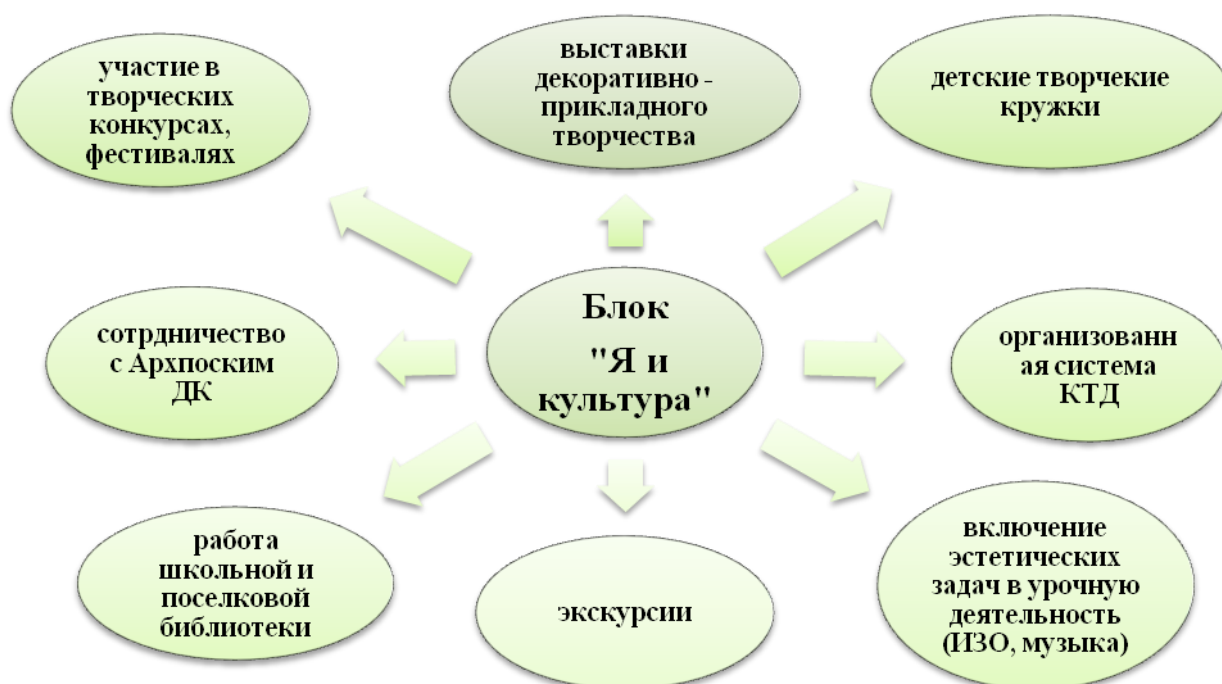 участие в
творческих
конкурсах,
фестивалях
выставки
декоративно -
прикладного
творчества
детские творчекие
кружки
сотрдничество
с Архпоским
ДК
Блок
"Я и
культура"
организованн
ая система
КТД
работа
школьной и
поселковой
библиотеки
экскурсии
включение
эстетических
задач в урочную
деятельность
(ИЗО, музыка)